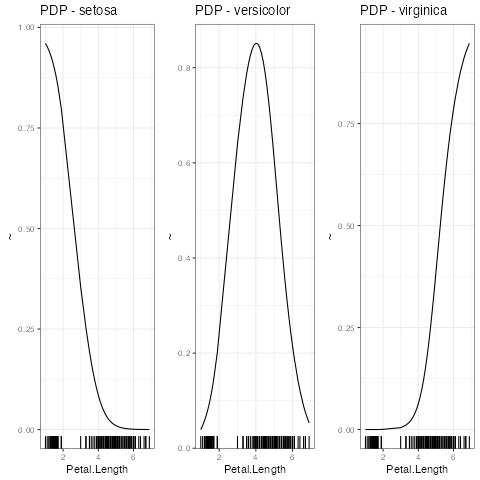 PDP - setosa
1.00
0.75
0.50
0.25
0.00
~
2 4 6
Petal.Length
PDP - versicolor
0.8
0.6
0.4
0.2
0.0
~
2 4 6
Petal.Length
PDP - virginica
0.75
0.50
0.25
0.00
~
2 4 6
Petal.Length